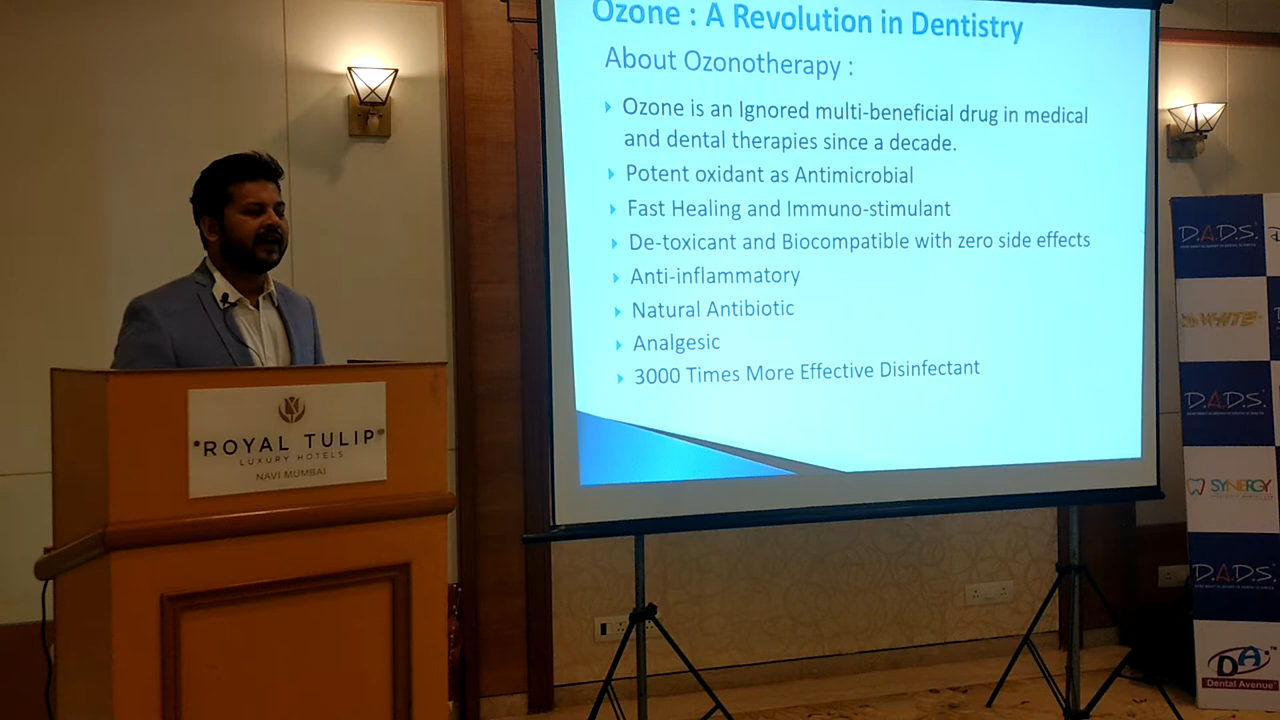 Ozone : A Revolution in Dentistry
About Ozonotherapy :
Ozone is an Ignored multi-beneficial drug in medical
and dental therapies since a decade.
Potent oxidant as Antimicrobial
Fast Healing and Immuno-stimulant
De-toxicant and Biocompatible with zero side effects
Anti-inflammatory
Natural Antibiotic
Analgesic
3000 Times More Effective Disinfectant
ROYAL TULIP
LUXURY HOTELS
NAVI MUMBAI
D.A.D.S.
WHITE
D.A.D.S.
SYNERGY
D.A.D.S.
DA™
Dental Avenue